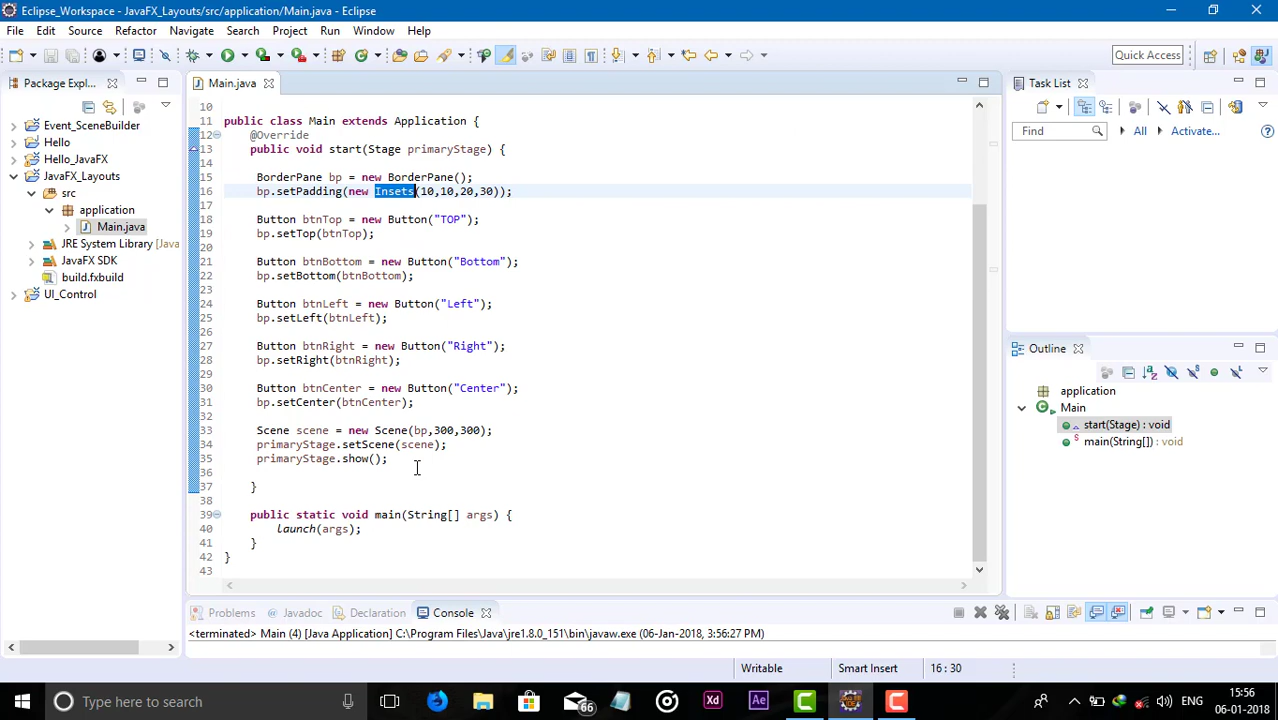 Eclipse_Workspace - JavaFX_Layouts/src/application/Main.java - Eclipse
File Edit Source Refactor Navigate Search Project Run Window Help
Quick Access
Package Expl...
Event_SceneBuilder
Hello
Hello_JavaFX
JavaFX_Layouts
src
application
Main.java
JRE System Library [Java
JavaFX SDK
build.fxbuild
UI_Control
Main.java
10
11 public class Main extends Application {
12 @Override
13 public void start(Stage primaryStage) {
14
15 BorderPane bp = new BorderPane();
16 bp.setPadding(new Insets(10,10,20,30));
17
18 Button btnTop = new Button("TOP");
19 bp.setTop(btnTop);
20
21 Button btnBottom = new Button("Bottom");
22 bp.setBottom(btnBottom);
23
24 Button btnLeft = new Button("Left");
25 bp.setLeft(btnLeft);
26
27 Button btnRight = new Button("Right");
28 bp.setRight(btnRight);
29
30 Button btnCenter = new Button("Center");
31 bp.setCenter(btnCenter);
32
33 Scene scene = new Scene(bp,300,300);
34 primaryStage.setScene(scene);
35 primaryStage.show();
36
37 }
38
39 public static void main(String[] args) {
40 launch(args);
41 }
42 }
43
Task List
Find All Activate...
Outline
application
Main
start(Stage) : void
main(String[]) : void
Problems Javadoc Declaration Console
<terminated> Main (4) [Java Application] C:\Program Files\Java\jre1.8.0_151\bin\javaw.exe (06-Jan-2018, 3:56:27 PM)
Writable Smart Insert 16 : 30
Type here to search
66
Xd
Ae
ENG
15:56
06-01-2018